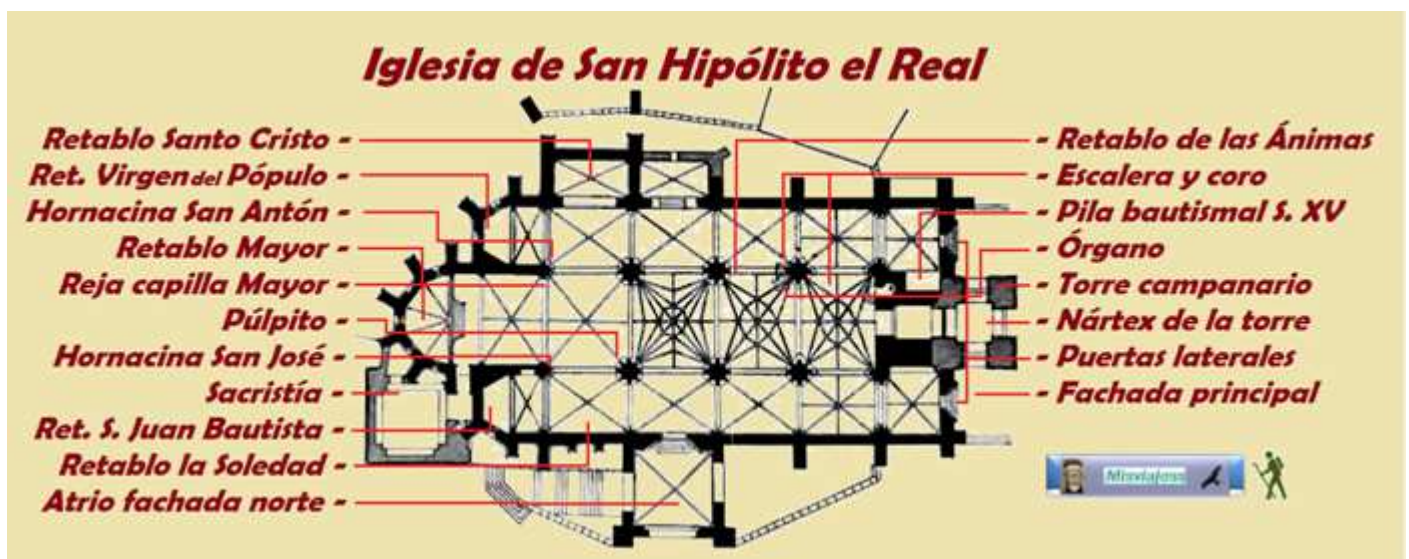 Iglesia de San Hipólito el Real
Retablo Santo Cristo -
Ret. Virgen del Pópulo -
Hornacina San Antón -
Retablo Mayor -
Reja capilla Mayor -
Púlpito -
Hornacina San José -
Sacristía -
Ret. S. Juan Bautista -
Retablo la Soledad -
Atrio fachada norte -
- Retablo de las Ánimas
- Escalera y coro
- Pila bautismal S. XV
- Órgano
- Torre campanario
- Nártex de la torre
- Puertas laterales
- Fachada principal